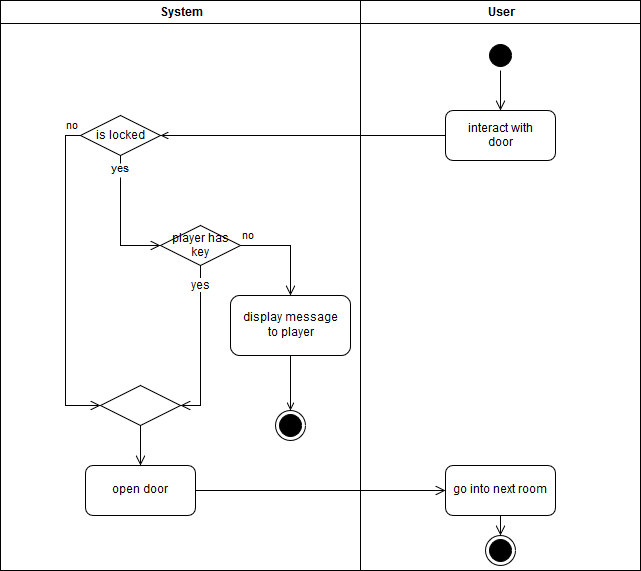 System
User
interact with
door
no
is locked
yes
player has
key
no
yes
display message
to player
open door
go into next room